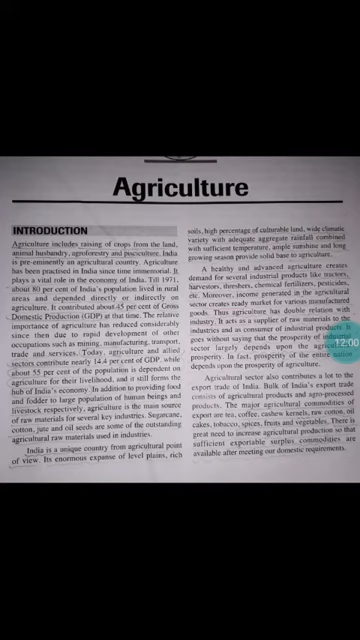 Agriculture
INTRODUCTION
Agriculture includes raising of crops from the land,
animal husbandry, agroforestry and pisciculture. India
is pre-eminently an agricultural country. Agriculture
has been practised in India since time immemorial. It
plays a vital role in the economy of India. Till 1971,
about 80 per cent of India's population lived in rural
areas and depended directly or indirectly on
agriculture. It contributed about 45 per cent of Gross
Domestic Production (GDP) at that time. The relative
importance of agriculture has reduced considerably
since then due to rapid development of other
occupations such as mining, manufacturing, transport,
trade and services. Today, agriculture and allied
sectors contribute nearly 14.4 per cent of GDP, while
about 55 per cent of the population is dependent on
agriculture for their livelihood, and it still forms the
hub of India's economy. In addition to providing food
and fodder to large population of human beings and
livestock respectively, agriculture is the main source
of raw materials for several key industries. Sugarcane,
cotton, jute and oil seeds are some of the outstanding
agricultural raw materials used in industries.
India is a unique country from agricultural point
of view. Its enormous expanse of level plains, rich
soils, high percentage of culturable land, wide climatic
variety with adequate aggregate rainfall combined
with sufficient temperature, ample sunshine and long
growing season provide solid base to agriculture.
A healthy and advanced agriculture creates
demand for several industrial products like tractors,
harvestors, threshers, chemical fertilizers, pesticides,
etc. Moreover, income generated in the agricultural
sector creates ready market for various manufactured
goods. Thus agriculture has double relation with
industry. It acts as a supplier of raw materials to the
industries and as consumer of industrial products. It
goes without saying that the prosperity of industrial
sector largely depends upon the agricultural
prosperity. In fact, prosperity of the entire nation
depends upon the prosperity of agriculture.
Agricultural sector also contributes a lot to the
export trade of India. Bulk of India's export trade
consists of agricultural products and agro-processed
products. The major agricultural commodities of
export are tea, coffee, cashew kernels, raw cotton, oil
cakes, tobacco, spices, fruits and vegetables. There is
great need to increase agricultural production so that
sufficient exportable surplus commodities are
available after meeting our domestic requirements.
12:00